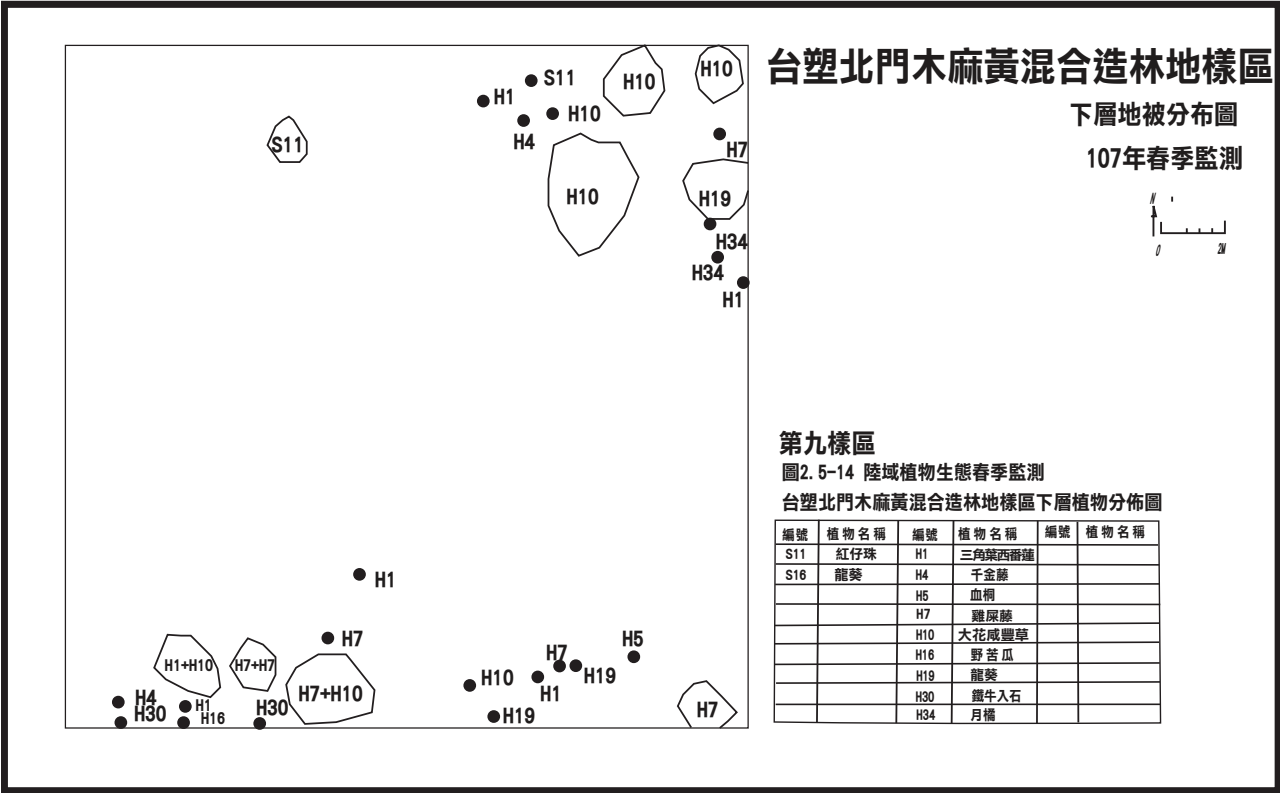 台塑北門木麻黃混合造林地樣區
下層地被分布圖
107年春季監測
N
0 2M
S11
H1
H10
H4
H10
H10
H7
S11
H10
H19
H34
H34
H1
H1
H7
H5
H7
H1+H10
H7+H7
H7+H10
H10
H1
H19
H4
H30
H1
H16
H30
H19
H7
第九樣區
圖2.5-14 陸域植物生態春季監測
台塑北門木麻黃混合造林地樣區下層植物分佈圖
編號 植物名稱 編號 植物名稱 編號 植物名稱
S11 紅仔珠 H1 三角葉西番蓮
S16 龍葵 H4 千金藤
H5 血桐
H7 雞屎藤
H10 大花咸豐草
H16 野苦瓜
H19 龍葵
H30 鐵牛入石
H34 月橘